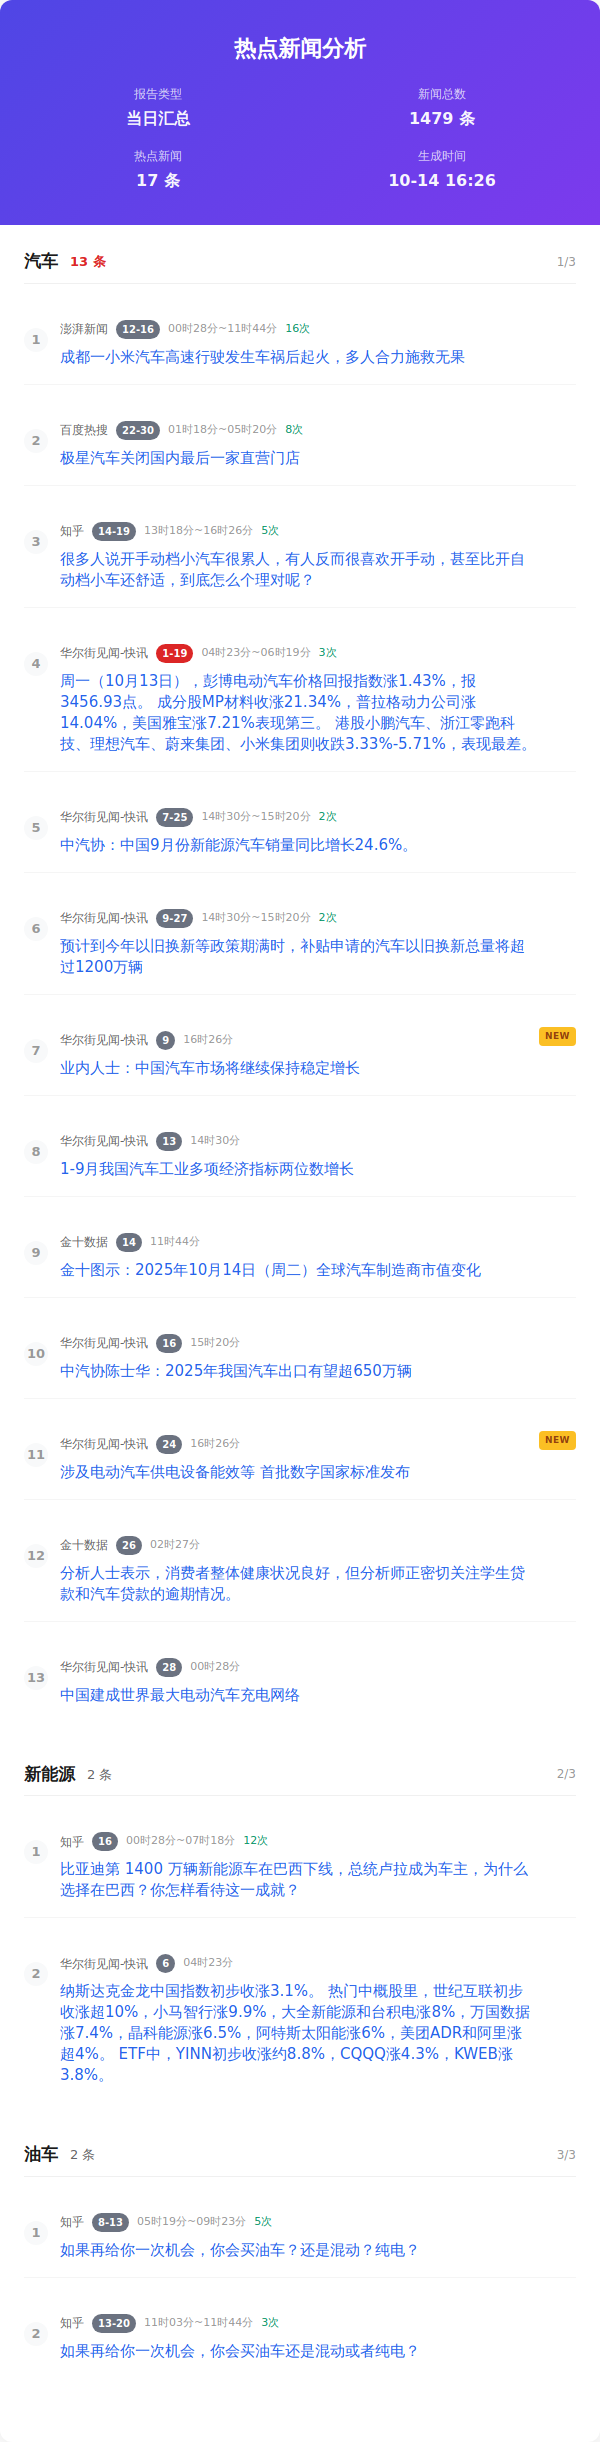 热点新闻分析
报告类型
新闻总数
当日汇总
1479 条
热点新闻
生成时间
17 条
10-14 16:26
汽车 13 条 1/3
1 澎湃新闻 12-16 00时28分~11时44分 16次
成都一小米汽车高速行驶发生车祸后起火，多人合力施救无果
2 百度热搜 22-30 01时18分~05时20分 8次
极星汽车关闭国内最后一家直营门店
3 知乎 14-19 13时18分~16时26分 5次
很多人说开手动档小汽车很累人，有人反而很喜欢开手动，甚至比开自
动档小车还舒适，到底怎么个理对呢？
4 华尔街见闻-快讯 1-19 04时23分~06时19分 3次
周一（10月13日），彭博电动汽车价格回报指数涨1.43%，报
3456.93点。 成分股MP材料收涨21.34%，普拉格动力公司涨
14.04%，美国雅宝涨7.21%表现第三。 港股小鹏汽车、浙江零跑科
技、理想汽车、蔚来集团、小米集团则收跌3.33%-5.71%，表现最差。
5 华尔街见闻-快讯 7-25 14时30分~15时20分 2次
中汽协：中国9月份新能源汽车销量同比增长24.6%。
6 华尔街见闻-快讯 9-27 14时30分~15时20分 2次
预计到今年以旧换新等政策期满时，补贴申请的汽车以旧换新总量将超
过1200万辆
7 华尔街见闻-快讯 9 16时26分 NEW
业内人士：中国汽车市场将继续保持稳定增长
8 华尔街见闻-快讯 13 14时30分
1-9月我国汽车工业多项经济指标两位数增长
9 金十数据 14 11时44分
金十图示：2025年10月14日（周二）全球汽车制造商市值变化
10 华尔街见闻-快讯 16 15时20分
中汽协陈士华：2025年我国汽车出口有望超650万辆
11 华尔街见闻-快讯 24 16时26分 NEW
涉及电动汽车供电设备能效等 首批数字国家标准发布
12 金十数据 26 02时27分
分析人士表示，消费者整体健康状况良好，但分析师正密切关注学生贷
款和汽车贷款的逾期情况。
13 华尔街见闻-快讯 28 00时28分
中国建成世界最大电动汽车充电网络
新能源 2 条 2/3
1 知乎 16 00时28分~07时18分 12次
比亚迪第 1400 万辆新能源车在巴西下线，总统卢拉成为车主，为什么
选择在巴西？你怎样看待这一成就？
2 华尔街见闻-快讯 6 04时23分
纳斯达克金龙中国指数初步收涨3.1%。 热门中概股里，世纪互联初步
收涨超10%，小马智行涨9.9%，大全新能源和台积电涨8%，万国数据
涨7.4%，晶科能源涨6.5%，阿特斯太阳能涨6%，美团ADR和阿里涨
超4%。 ETF中，YINN初步收涨约8.8%，CQQQ涨4.3%，KWEB涨
3.8%。
油车 2 条 3/3
1 知乎 8-13 05时19分~09时23分 5次
如果再给你一次机会，你会买油车？还是混动？纯电？
2 知乎 13-20 11时03分~11时44分 3次
如果再给你一次机会，你会买油车还是混动或者纯电？